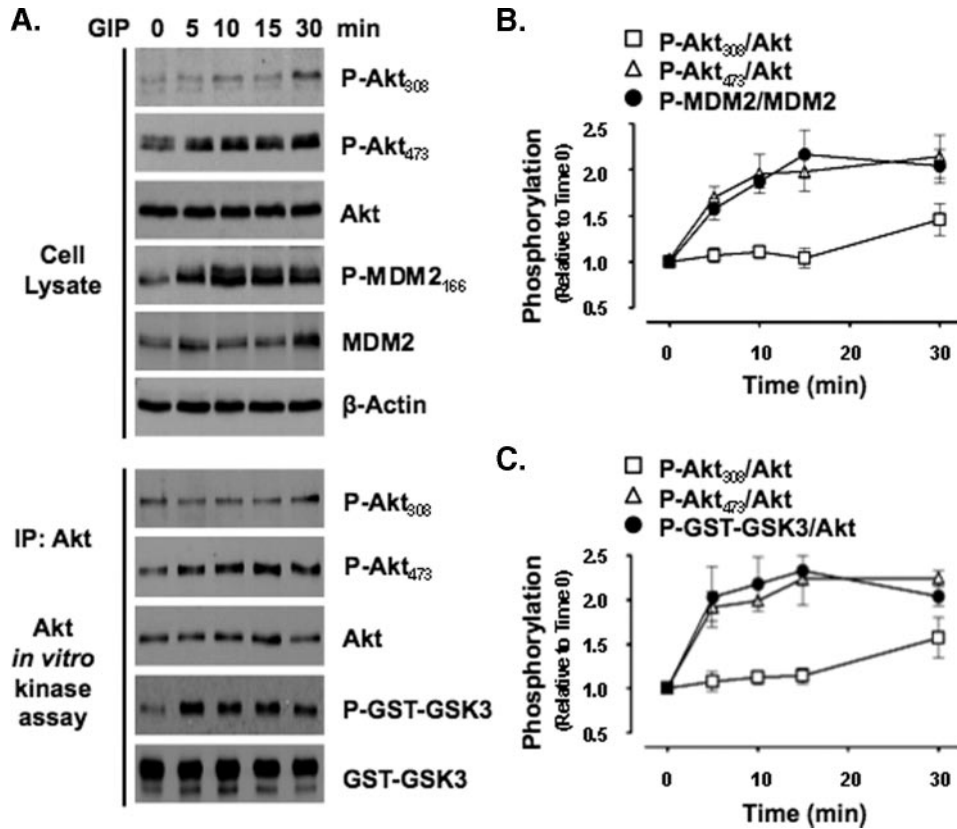 A.
GIP 0 5 10 15 30 min
P-Akt308
P-Akt473
Akt
P-MDM2166
MDM2
β-Actin
Cell
Lysate
P-Akt308
P-Akt473
Akt
P-GST-GSK3
GST-GSK3
IP: Akt
Akt
in vitro
kinase
assay
B.
P-Akt308/Akt
P-Akt473/Akt
P-MDM2/MDM2
Phosphorylation
(Relative to Time 0)
2.5
2.0
1.5
1.0
0.5
0 10 20 30
Time (min)
C.
P-Akt308/Akt
P-Akt473/Akt
P-GST-GSK3/Akt
Phosphorylation
(Relative to Time 0)
2.5
2.0
1.5
1.0
0.5
0 10 20 30
Time (min)